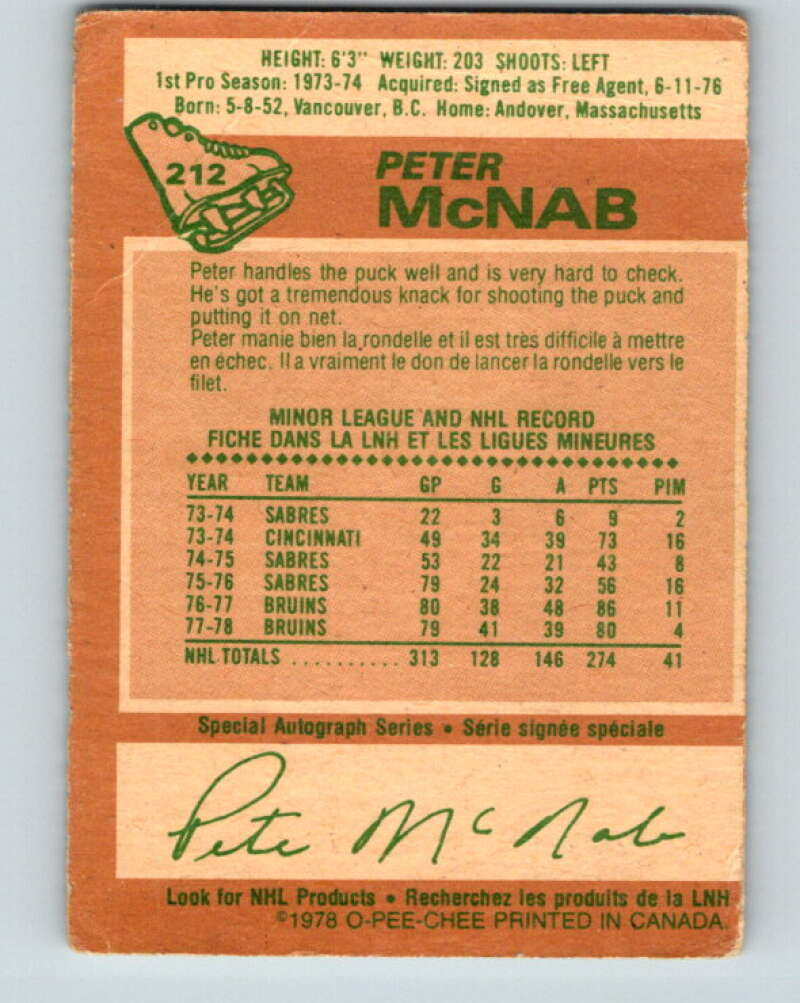 HEIGHT: 6'3" WEIGHT: 203 SHOOTS: LEFT
1st Pro Season: 1973-74 Acquired: Signed as Free Agent, 6-11-76
Born: 5-8-52, Vancouver, B.C. Home: Andover, Massachusetts
212
PETER
McNAB
Peter handles the puck well and is very hard to check.
He's got a tremendous knack for shooting the puck and
putting it on net.
Peter manie bien la rondelle et il est très difficile à mettre
en échec. Il a vraiment le don de lancer la rondelle vers le
filet.
MINOR LEAGUE AND NHL RECORD
FICHE DANS LA LNH ET LES LIGUES MINEURES
YEAR TEAM GP G A PTS PIM
73-74 SABRES 22 3 6 9 2
73-74 CINCINNATI 49 34 39 73 16
74-75 SABRES 53 22 21 43 8
75-76 SABRES 79 24 32 56 16
76-77 BRUINS 80 38 48 86 11
77-78 BRUINS 79 41 39 80 4
NHL TOTALS .......... 313 128 146 274 41
Special Autograph Series • Série signée spéciale
Pete McNab
Look for NHL Products • Recherchez les produits de la LNH
©1978 O-PEE-CHEE PRINTED IN CANADA.